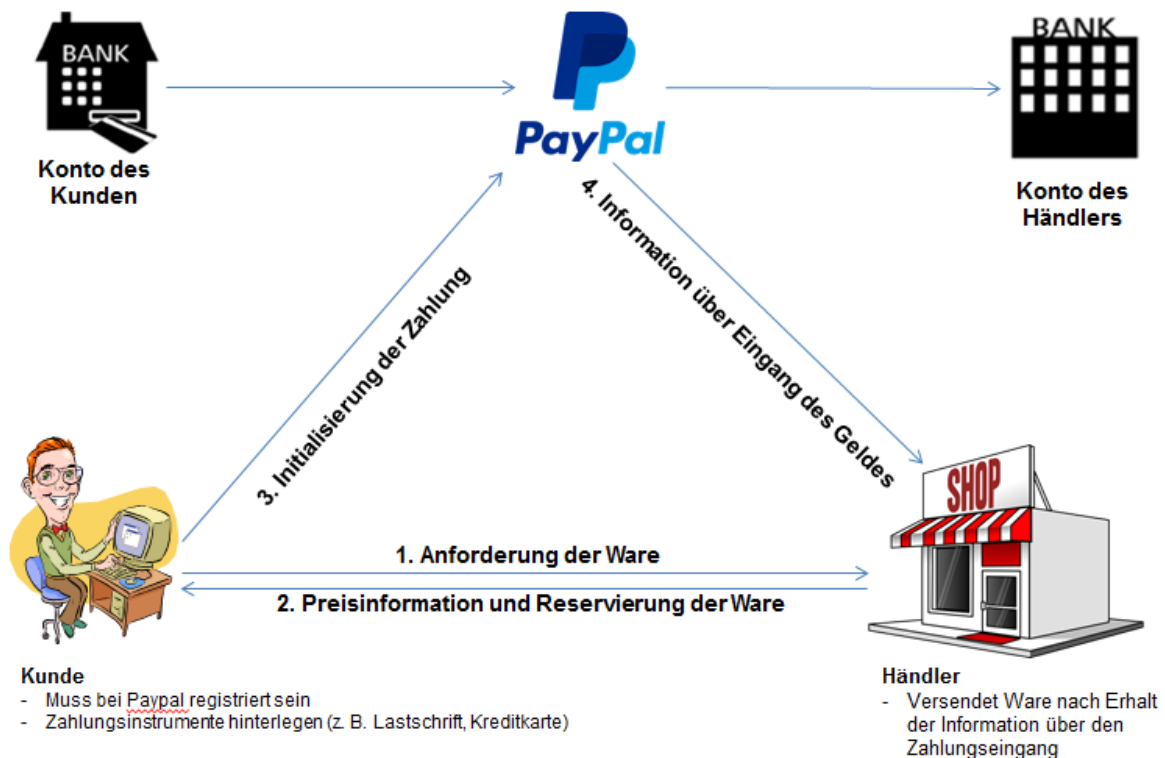 BANK
Konto des
Kunden
PayPal
BANK
Konto des
Händlers
4. Information über Eingang des Geldes
3. Initialisierung der Zahlung
SHOP
1. Anforderung der Ware
2. Preisinformation und Reservierung der Ware
Kunde
- Muss bei Paypal registriert sein
- Zahlungsinstrumente hinterlegen (z. B. Lastschrift, Kreditkarte)
Händler
- Versendet Ware nach Erhalt
der Information über den
Zahlungseingang